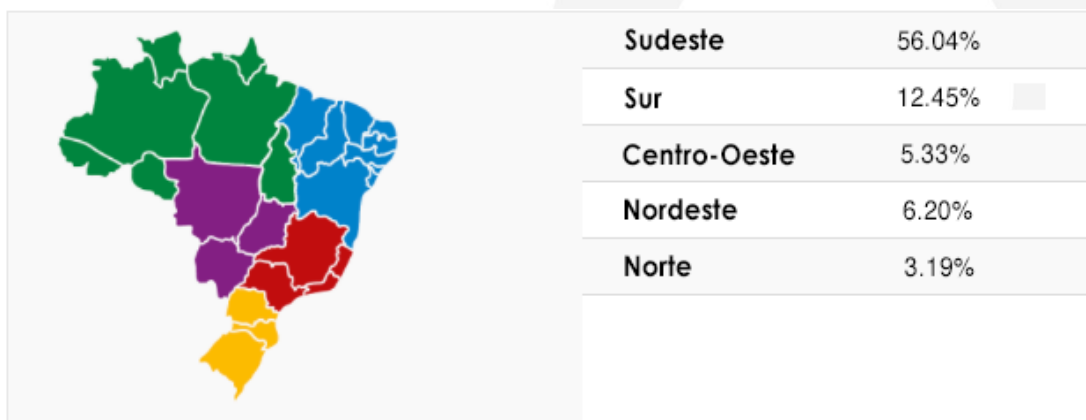 Sudeste 56.04%
Sur 12.45%
Centro-Oeste 5.33%
Nordeste 6.20%
Norte 3.19%